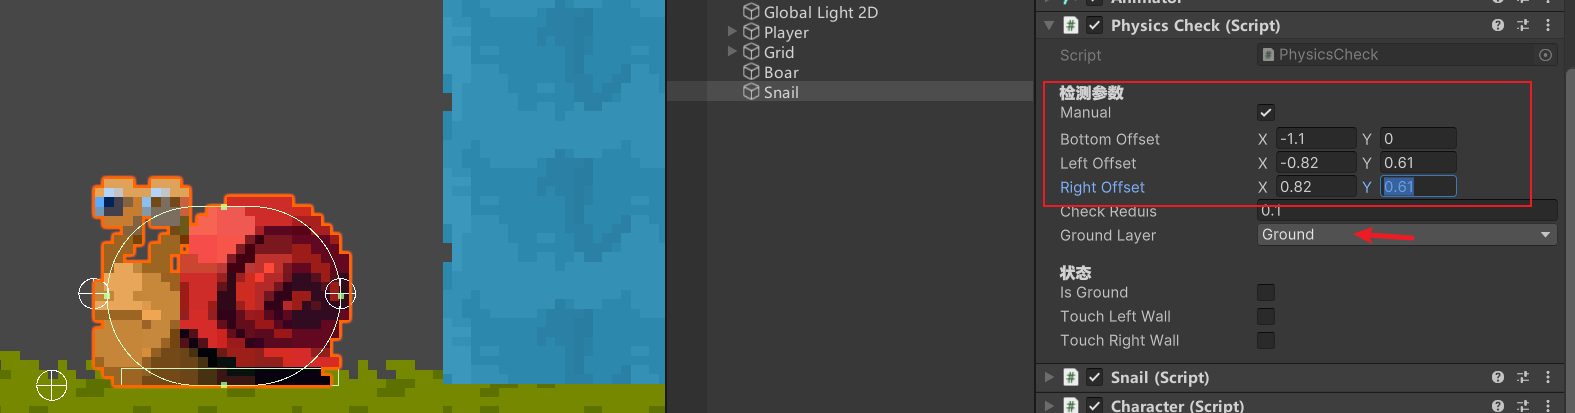 Global Light 2D
Player
Grid
Boar
Snail
Physics Check (Script)
Script PhysicsCheck
检测参数
Manual
Bottom Offset X -1.1 Y 0
Left Offset X -0.82 Y 0.61
Right Offset X 0.82 Y 0.61
Check Reduis 0.1
Ground Layer Ground
状态
Is Ground
Touch Left Wall
Touch Right Wall
Snail (Script)
Character (Script)